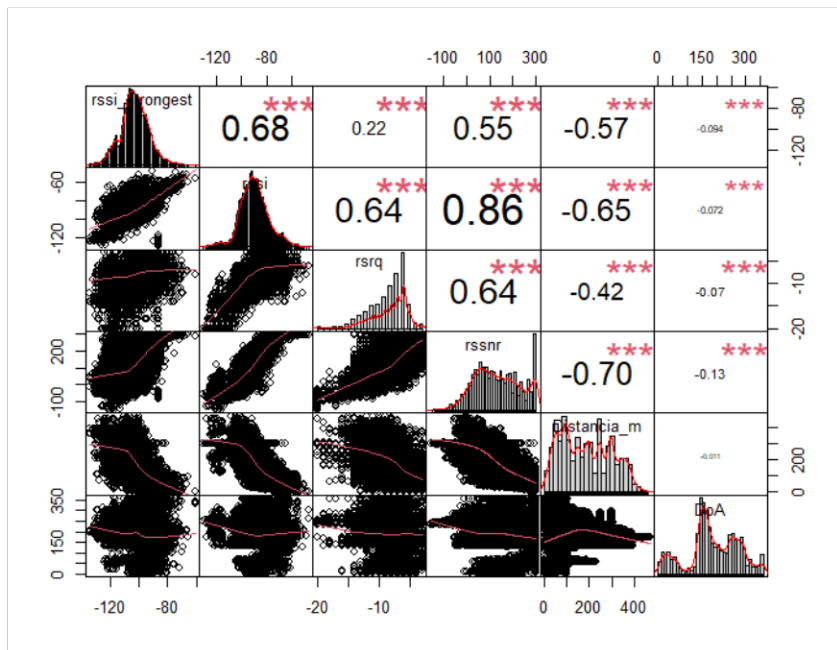 -120 -80 -100 100 300 0 150 300
rssi_strongest *** 0.68 *** 0.22 *** 0.55 *** -0.57 *** -0.094 -80 -120
-60 -120 *** 0.64 *** 0.86 *** -0.65 *** -0.072
rsrq *** 0.64 *** -0.42 *** -0.07 -10 -20
200 -100 rssnr *** -0.70 *** -0.13
distancia_m -0.011 200 0
350 150 0 DoA
-120 -80 -20 -10 0 200 400